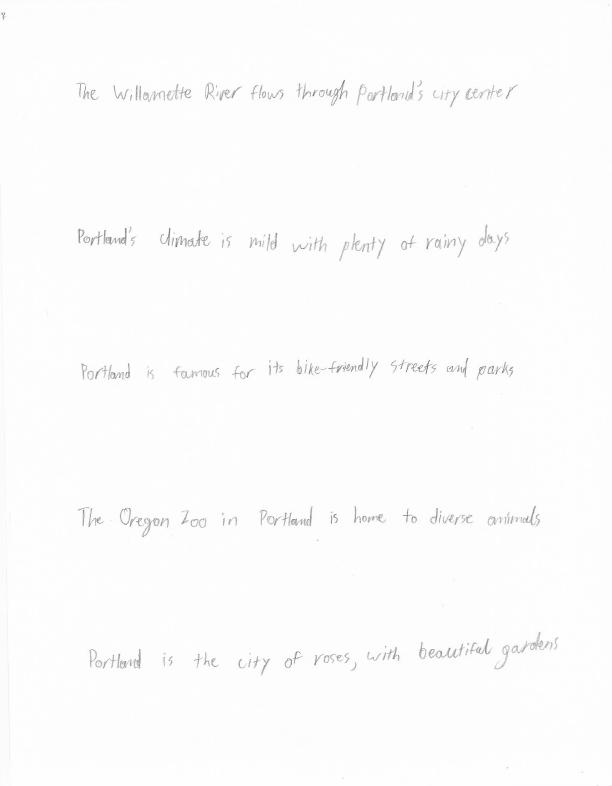 The Willamette River flows through Portland's city center
Portland's climate is mild with plenty of rainy days
Portland is famous for its bike-friendly streets and parks
The Oregon Zoo in Portland is home to diverse animals
Portland is the city of roses, with beautiful gardens